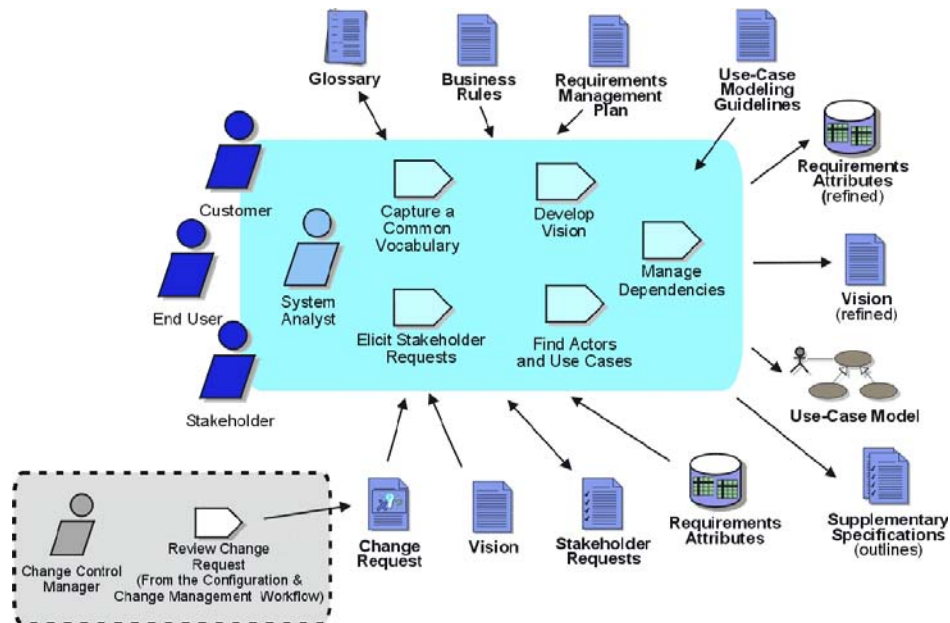 Glossary
Business
Rules
Requirements
Management
Plan
Use-Case
Modeling
Guidelines
Requirements
Attributes
(refined)
Customer
Capture a
Common
Vocabulary
Develop
Vision
System
Analyst
Manage
Dependencies
Vision
(refined)
End User
Elicit Stakeholder
Requests
Find Actors
and Use Cases
Stakeholder
Use-Case Model
Change Control
Manager
Review Change
Request
(From the Configuration &
Change Management Workflow)
Change
Request
Vision
Stakeholder
Requests
Requirements
Attributes
Supplementary
Specifications
(outlines)